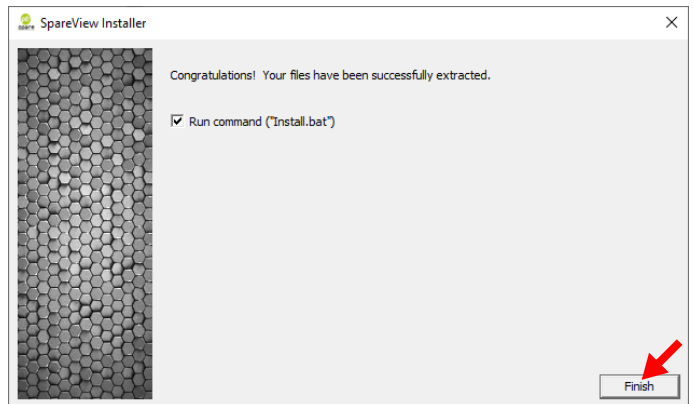 SpareView Installer
Congratulations! Your files have been successfully extracted.
Run command ("Install.bat")
Finish